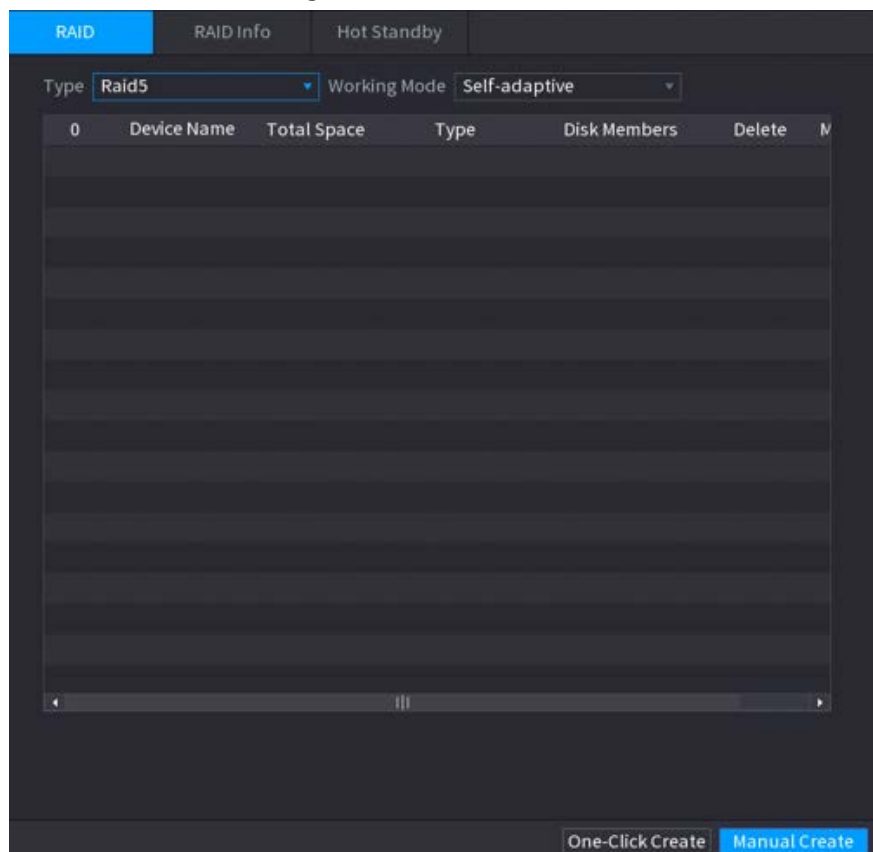 RAID RAID Info Hot Standby
Type Raid5 Working Mode Self-adaptive
0 Device Name Total Space Type Disk Members Delete
One-Click Create Manual Create